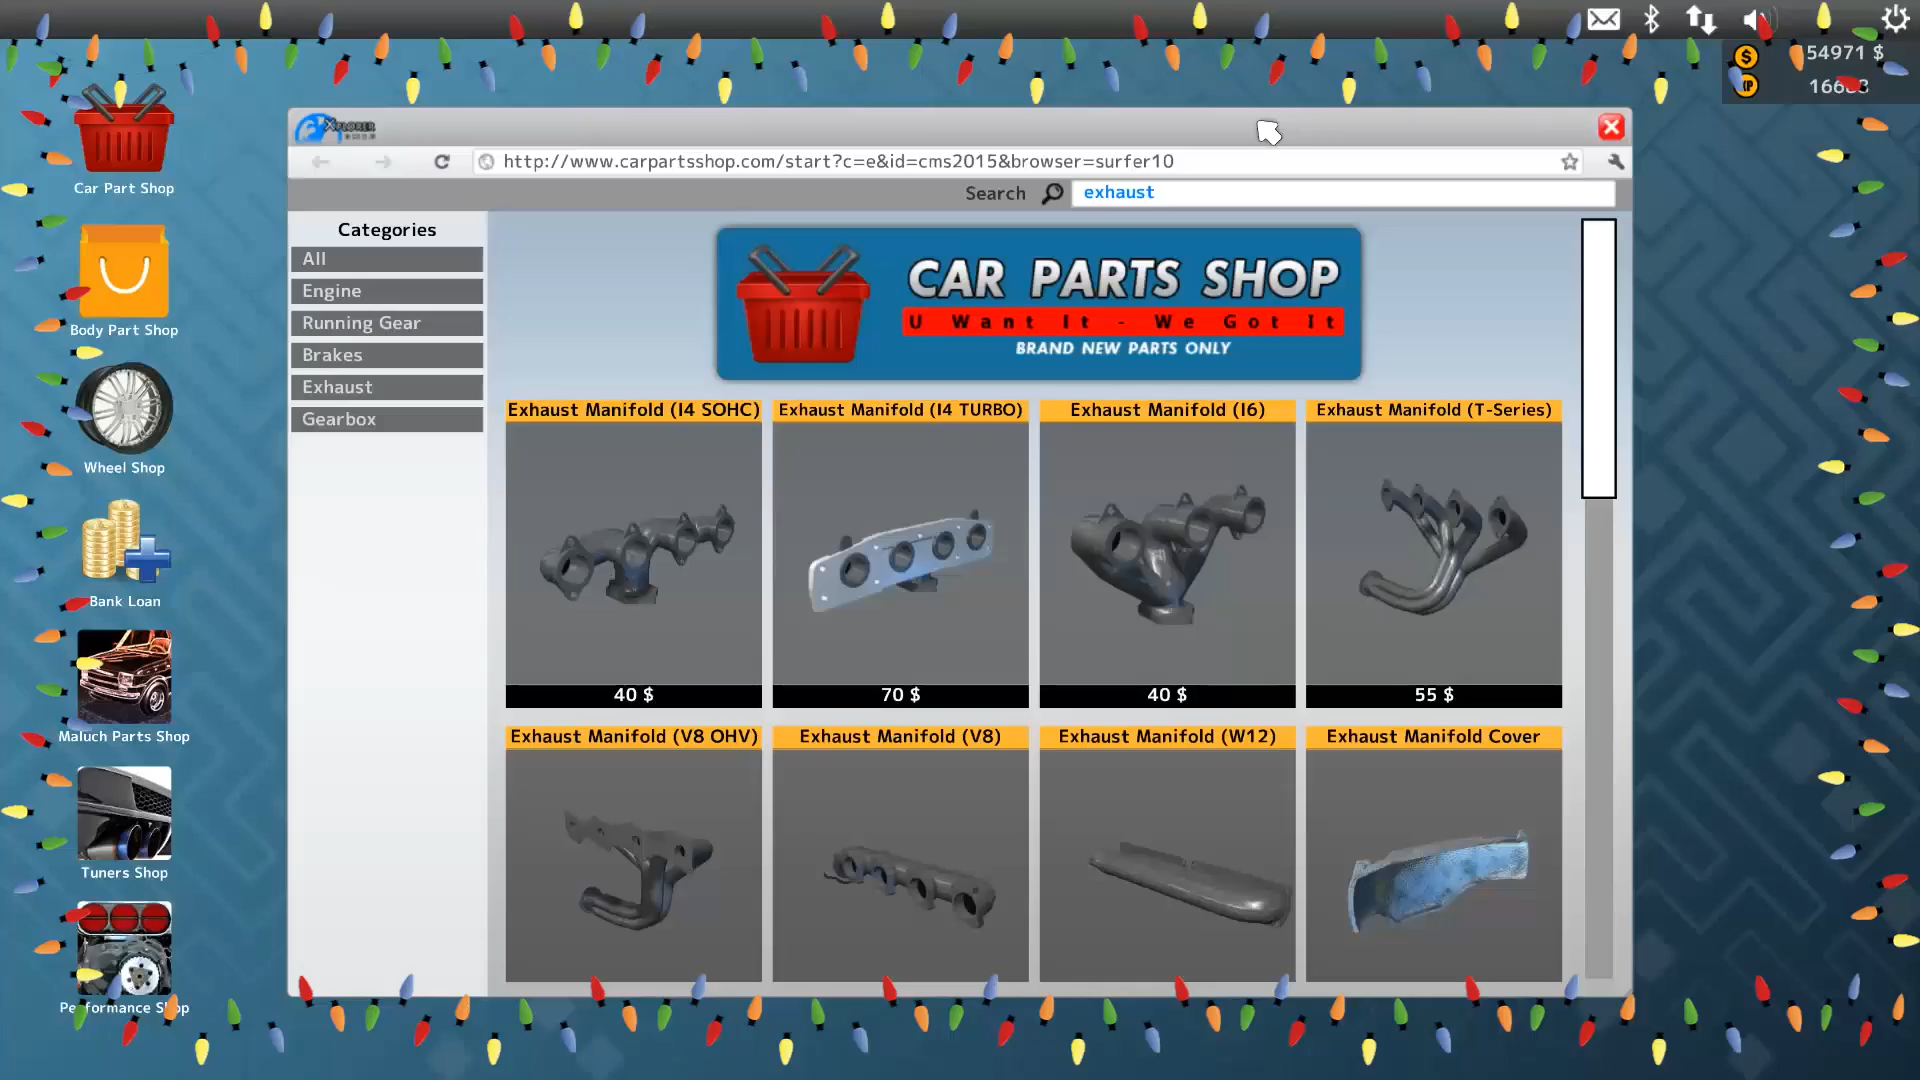 54971 $
Car Part Shop
Body Part Shop
Wheel Shop
Bank Loan
Maluch Parts Shop
Tuners Shop
Performance Shop
XPLORER
http://www.carpartsshop.com/start?c=e&id=cms2015&browser=surfer10
Search exhaust
Categories
All
Engine
Running Gear
Brakes
Exhaust
Gearbox
CAR PARTS SHOP
U Want It - We Got It
BRAND NEW PARTS ONLY
Exhaust Manifold (I4 SOHC)
Exhaust Manifold (I4 TURBO)
Exhaust Manifold (I6)
Exhaust Manifold (T-Series)
40 $
70 $
40 $
55 $
Exhaust Manifold (V8 OHV)
Exhaust Manifold (V8)
Exhaust Manifold (W12)
Exhaust Manifold Cover